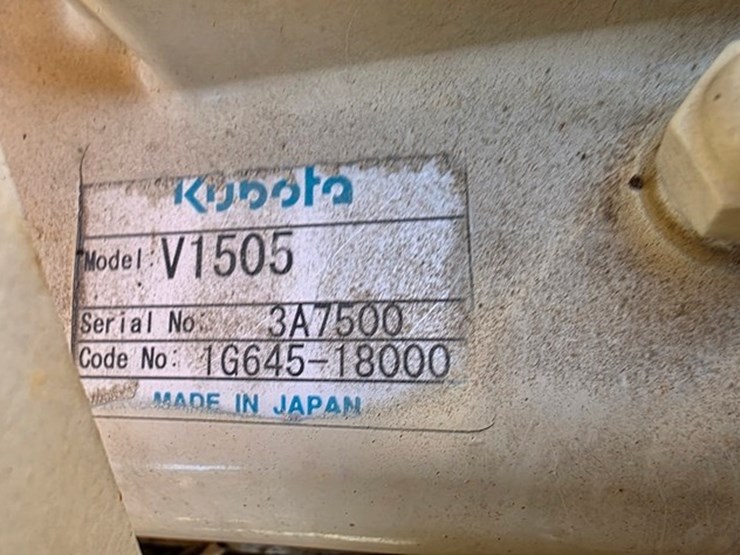 Kubota
Model: V1505
Serial No: 3A7500
Code No: 1G645-18000
MADE IN JAPAN